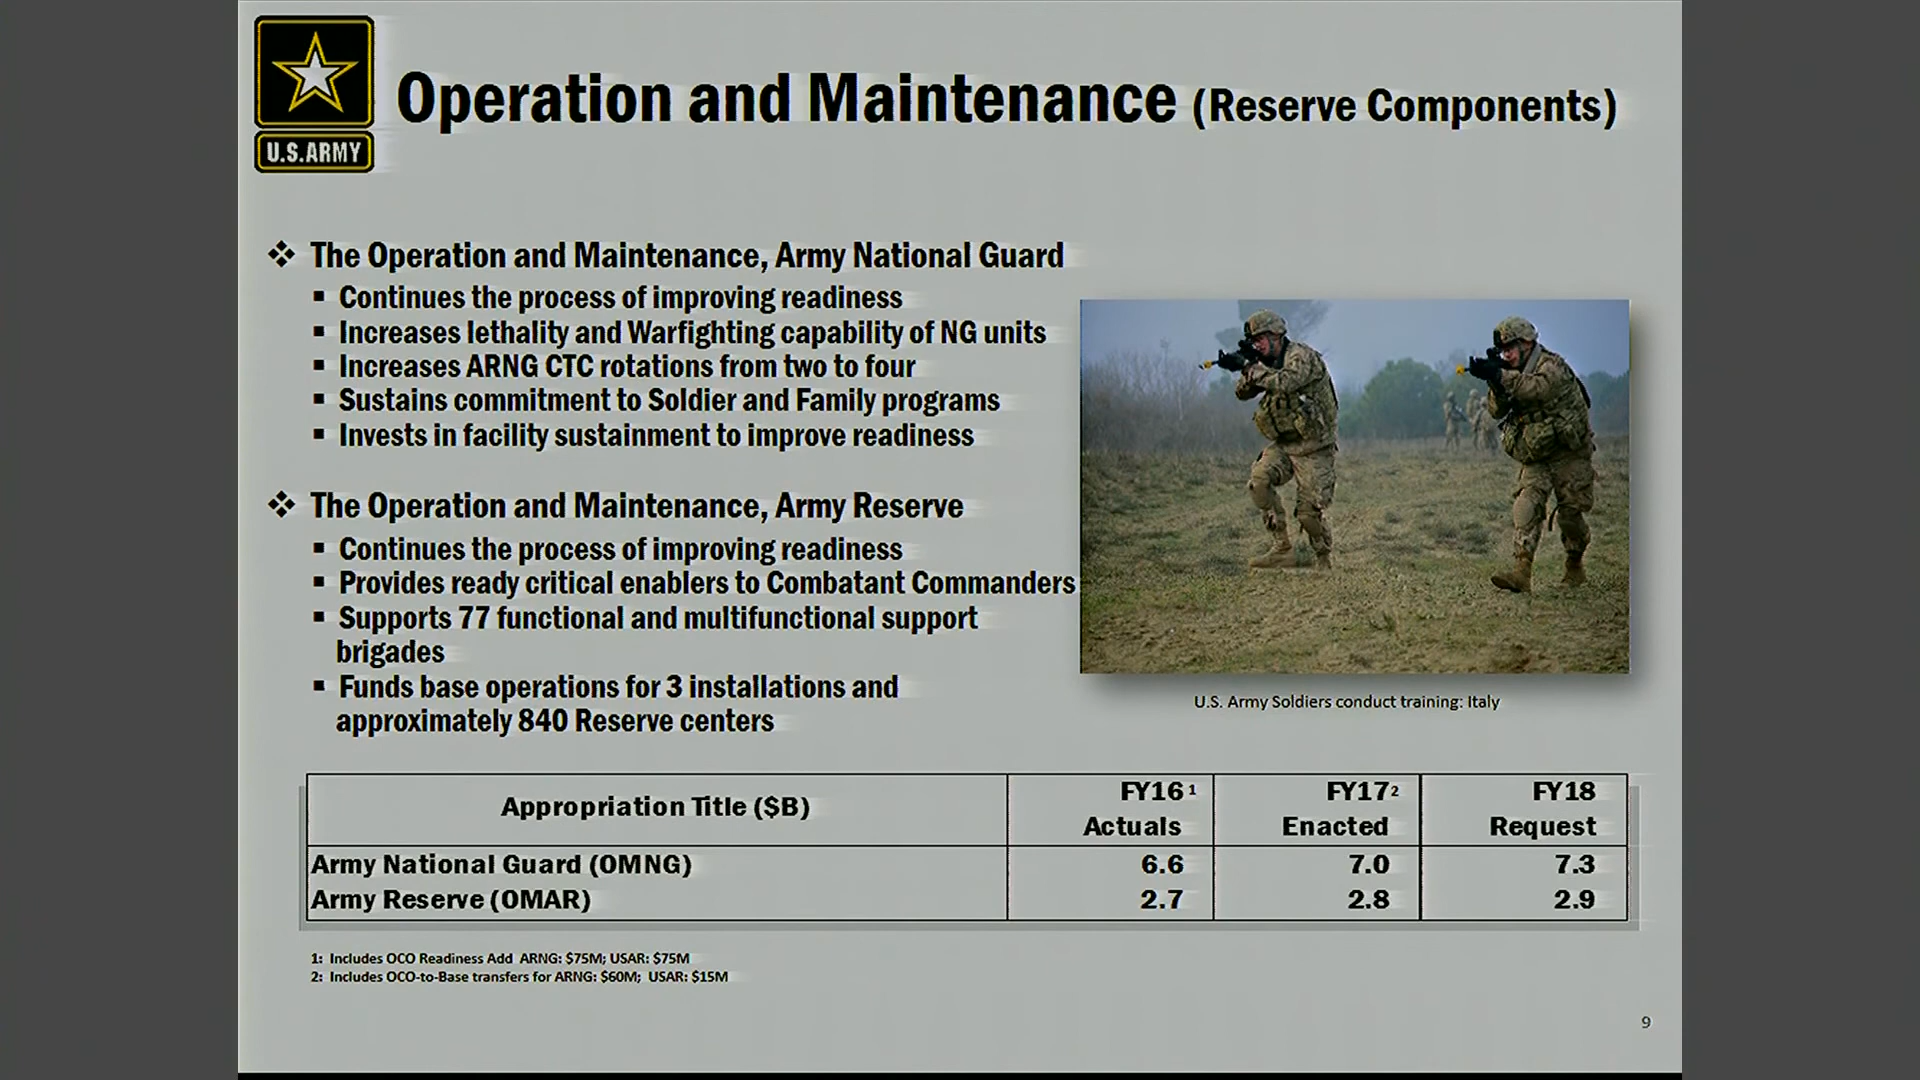 U.S.ARMY
Operation and Maintenance (Reserve Components)
❖ The Operation and Maintenance, Army National Guard
▪ Continues the process of improving readiness
▪ Increases lethality and Warfighting capability of NG units
▪ Increases ARNG CTC rotations from two to four
▪ Sustains commitment to Soldier and Family programs
▪ Invests in facility sustainment to improve readiness
❖ The Operation and Maintenance, Army Reserve
▪ Continues the process of improving readiness
▪ Provides ready critical enablers to Combatant Commanders
▪ Supports 77 functional and multifunctional support
brigades
▪ Funds base operations for 3 installations and
approximately 840 Reserve centers
U.S. Army Soldiers conduct training: Italy
Appropriation Title ($B) FY16 1 Actuals FY17 2 Enacted FY18 Request
Army National Guard (OMNG) 6.6 7.0 7.3
Army Reserve (OMAR) 2.7 2.8 2.9
1: Includes OCO Readiness Add ARNG: $75M; USAR: $75M
2: Includes OCO-to-Base transfers for ARNG: $60M; USAR: $15M
9